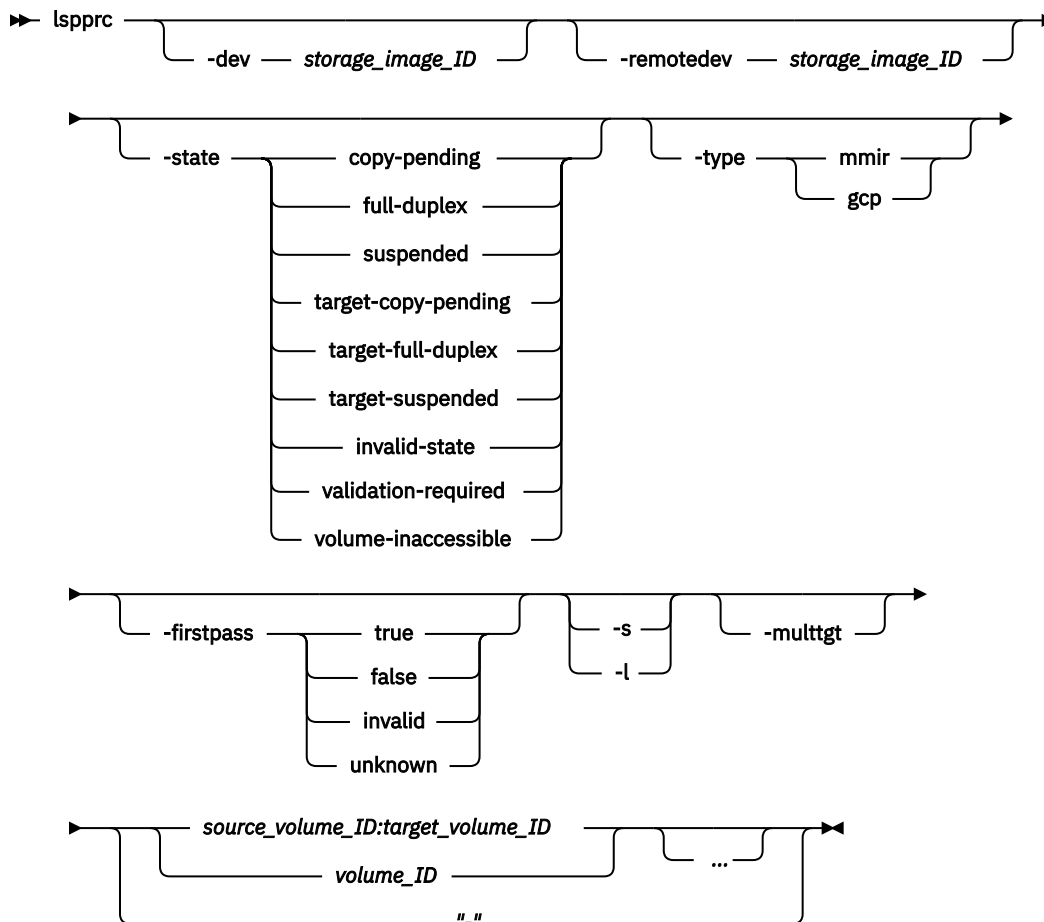 lspprc
-dev storage_image_ID -remotedev storage_image_ID
-state copy-pending -type mmir
full-duplex gcp
suspended
target-copy-pending
target-full-duplex
target-suspended
invalid-state
validation-required
volume-inaccessible
-firstpass true -s -multtgt
false -l
invalid
unknown
source_volume_ID:target_volume_ID
volume_ID ...
"-"